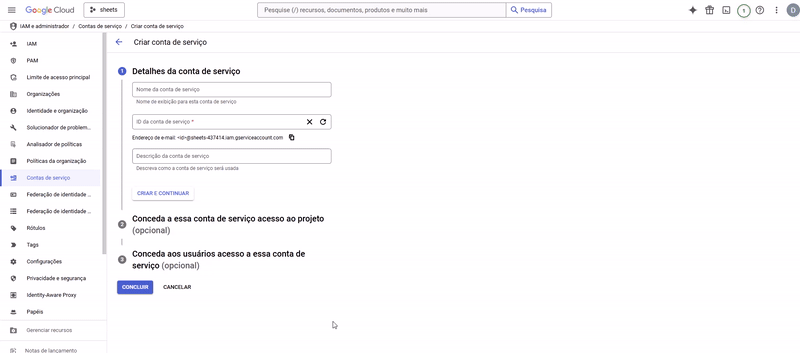 Google Cloud
sheets
Pesquise (/) recursos, documentos, produtos e muito mais
Pesquisa
1
D
IAM e administrador / Contas de serviço / Criar conta de serviço
IAM
PAM
Limite de acesso principal
Organizações
Identidade e organização
Solucionador de problem...
Analisador de políticas
Políticas da organização
Contas de serviço
Federação de identidade ...
Federação de identidade ...
Rótulos
Tags
Configurações
Privacidade e segurança
Identity-Aware Proxy
Papéis
Gerenciar recursos
Notas de lançamento
Criar conta de serviço
1
Detalhes da conta de serviço
Nome da conta de serviço
Nome de exibição para esta conta de serviço
ID da conta de serviço *
Endereço de e-mail: <id>@sheets-437414.iam.gserviceaccount.com
Descrição da conta de serviço
Descreva como a conta de serviço será usada
CRIAR E CONTINUAR
2
Conceda a essa conta de serviço acesso ao projeto
(opcional)
3
Conceda aos usuários acesso a essa conta de
serviço (opcional)
CONCLUIR
CANCELAR